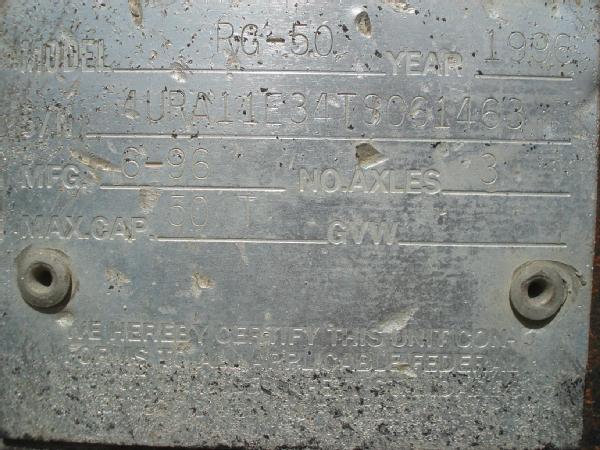 MODEL RG-50 YEAR 1996
S/N 4URA11E34T8061463
MFG. 6-96 NO. AXLES 3
MAX. CAP. 50 T GVW
WE HEREBY CERTIFY THIS UNIT CON-
FORMS TO ALL APPLICABLE FEDERAL